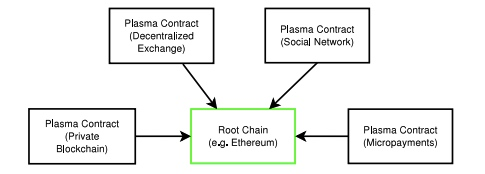 Plasma Contract
(Decentralized
Exchange)
Plasma Contract
(Social Network)
Plasma Contract
(Private
Blockchain)
Root Chain
(e.g. Ethereum)
Plasma Contract
(Micropayments)